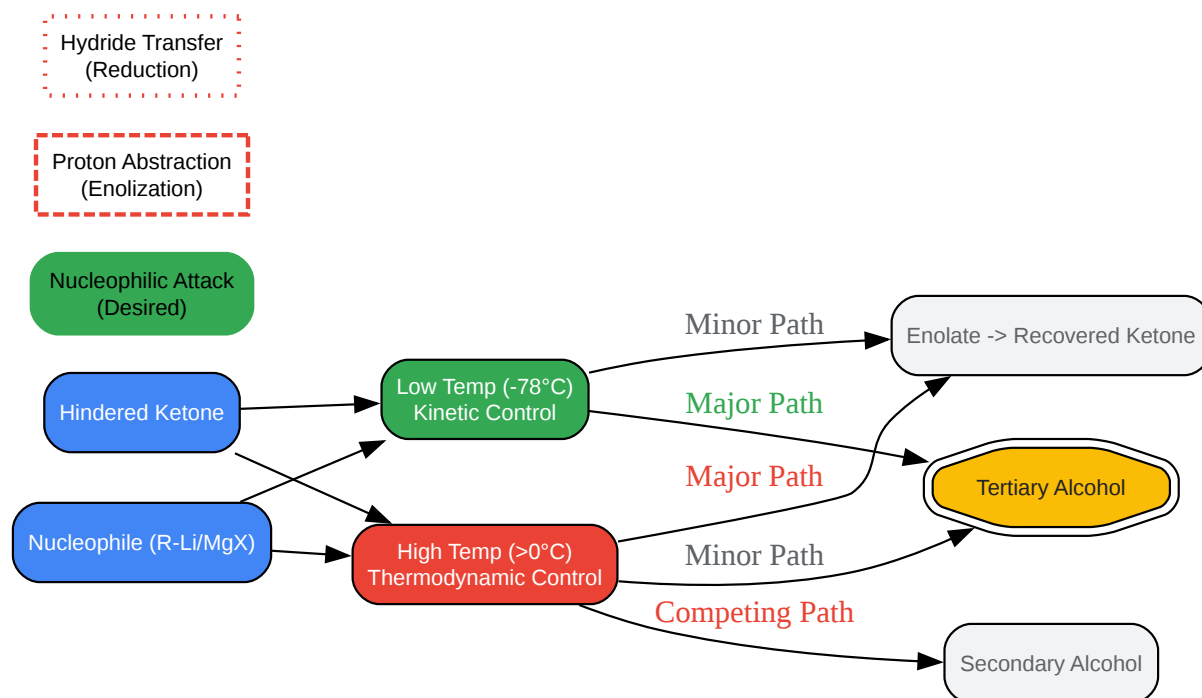 Hydride Transfer
(Reduction)
Proton Abstraction
(Enolization)
Nucleophilic Attack
(Desired)
Hindered Ketone
Nucleophile (R-Li/MgX)
Low Temp (-78°C)
Kinetic Control
High Temp (>0°C)
Thermodynamic Control
Minor Path
Major Path
Major Path
Minor Path
Competing Path
Enolate -> Recovered Ketone
Tertiary Alcohol
Secondary Alcohol